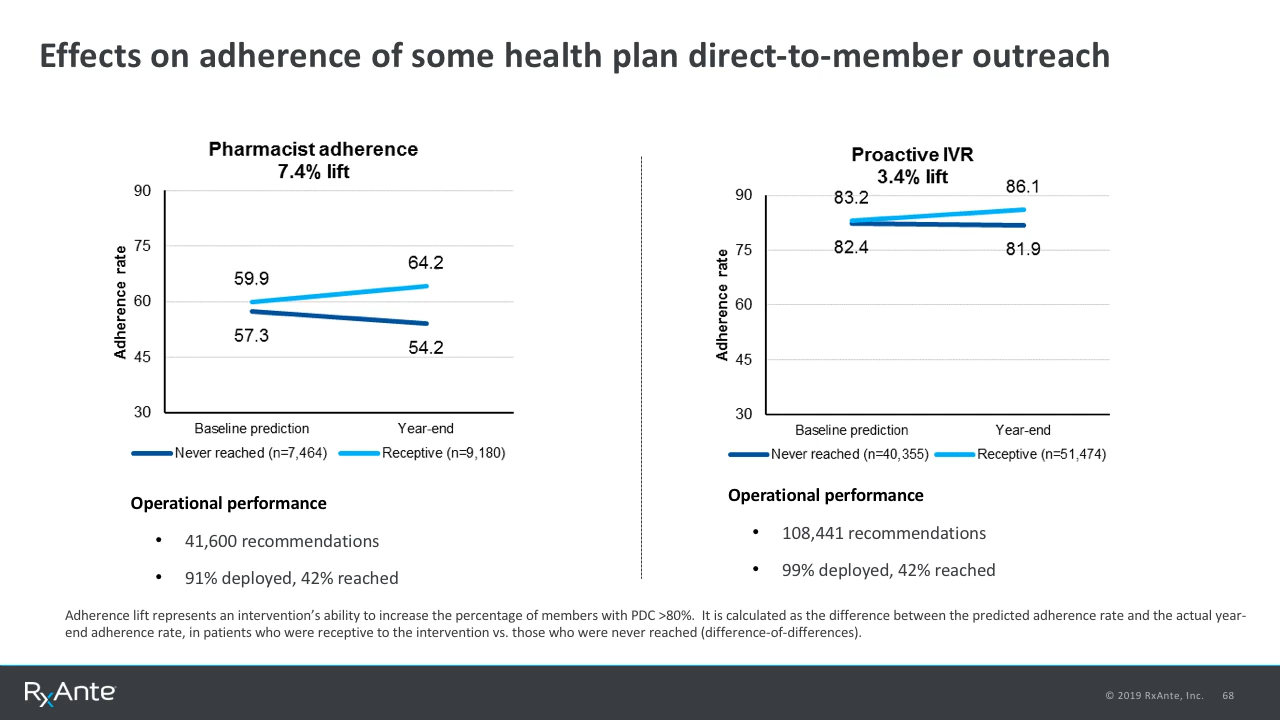 Effects on adherence of some health plan direct-to-member outreach
Pharmacist adherence
7.4% lift
90
75
60
45
30
Adherence rate
59.9
64.2
57.3
54.2
Baseline prediction
Year-end
Never reached (n=7,464)
Receptive (n=9,180)
Operational performance
• 41,600 recommendations
• 91% deployed, 42% reached
Proactive IVR
3.4% lift
90
75
60
45
30
Adherence rate
83.2
86.1
82.4
81.9
Baseline prediction
Year-end
Never reached (n=40,355)
Receptive (n=51,474)
Operational performance
• 108,441 recommendations
• 99% deployed, 42% reached
Adherence lift represents an intervention’s ability to increase the percentage of members with PDC >80%. It is calculated as the difference between the predicted adherence rate and the actual year-
end adherence rate, in patients who were receptive to the intervention vs. those who were never reached (difference-of-differences).
RxAnte
© 2019 RxAnte, Inc. 68